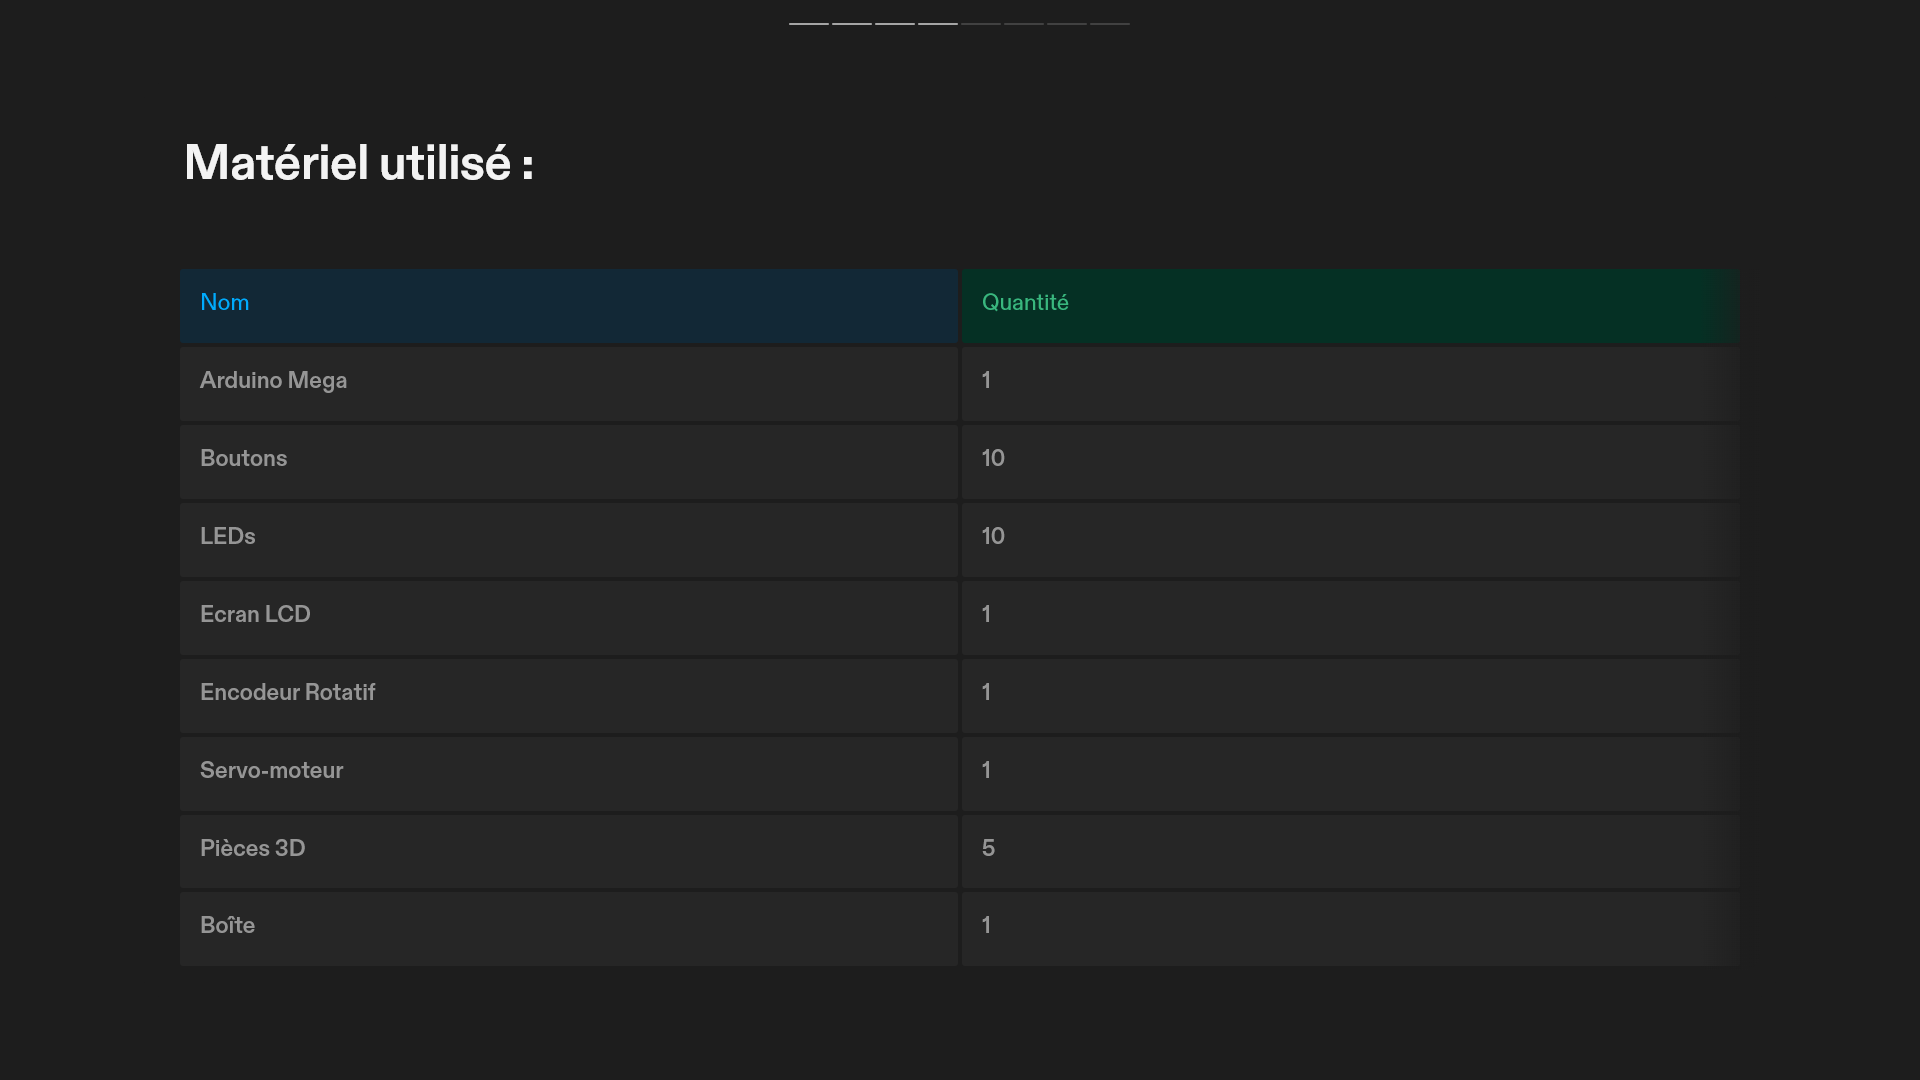 Matériel utilisé :
Nom Quantité
Arduino Mega 1
Boutons 10
LEDs 10
Ecran LCD 1
Encodeur Rotatif 1
Servo-moteur 1
Pièces 3D 5
Boîte 1